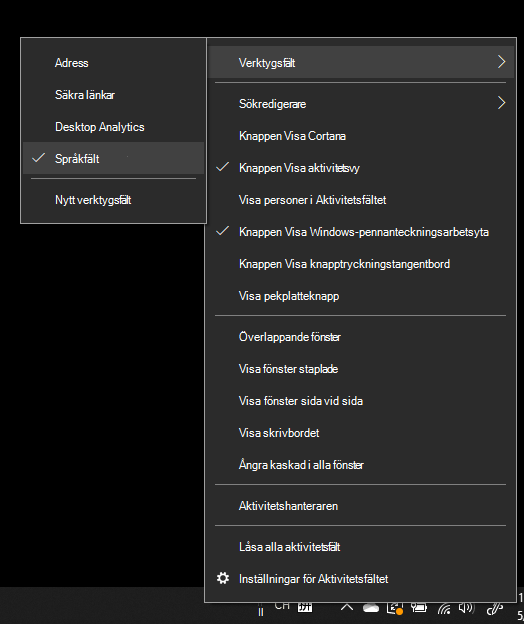 Adress
Säkra länkar
Desktop Analytics
Språkfält
Nytt verktygsfält
Verktygsfält
Sökredigerare
Knappen Visa Cortana
Knappen Visa aktivitetsvy
Visa personer i Aktivitetsfältet
Knappen Visa Windows-pennanteckningsarbetsyta
Knappen Visa knapptryckningstangentbord
Visa pekplatteknapp
Överlappande fönster
Visa fönster staplade
Visa fönster sida vid sida
Visa skrivbordet
Ångra kaskad i alla fönster
Aktivitetshanteraren
Låsa alla aktivitetsfält
Inställningar för Aktivitetsfältet
CH